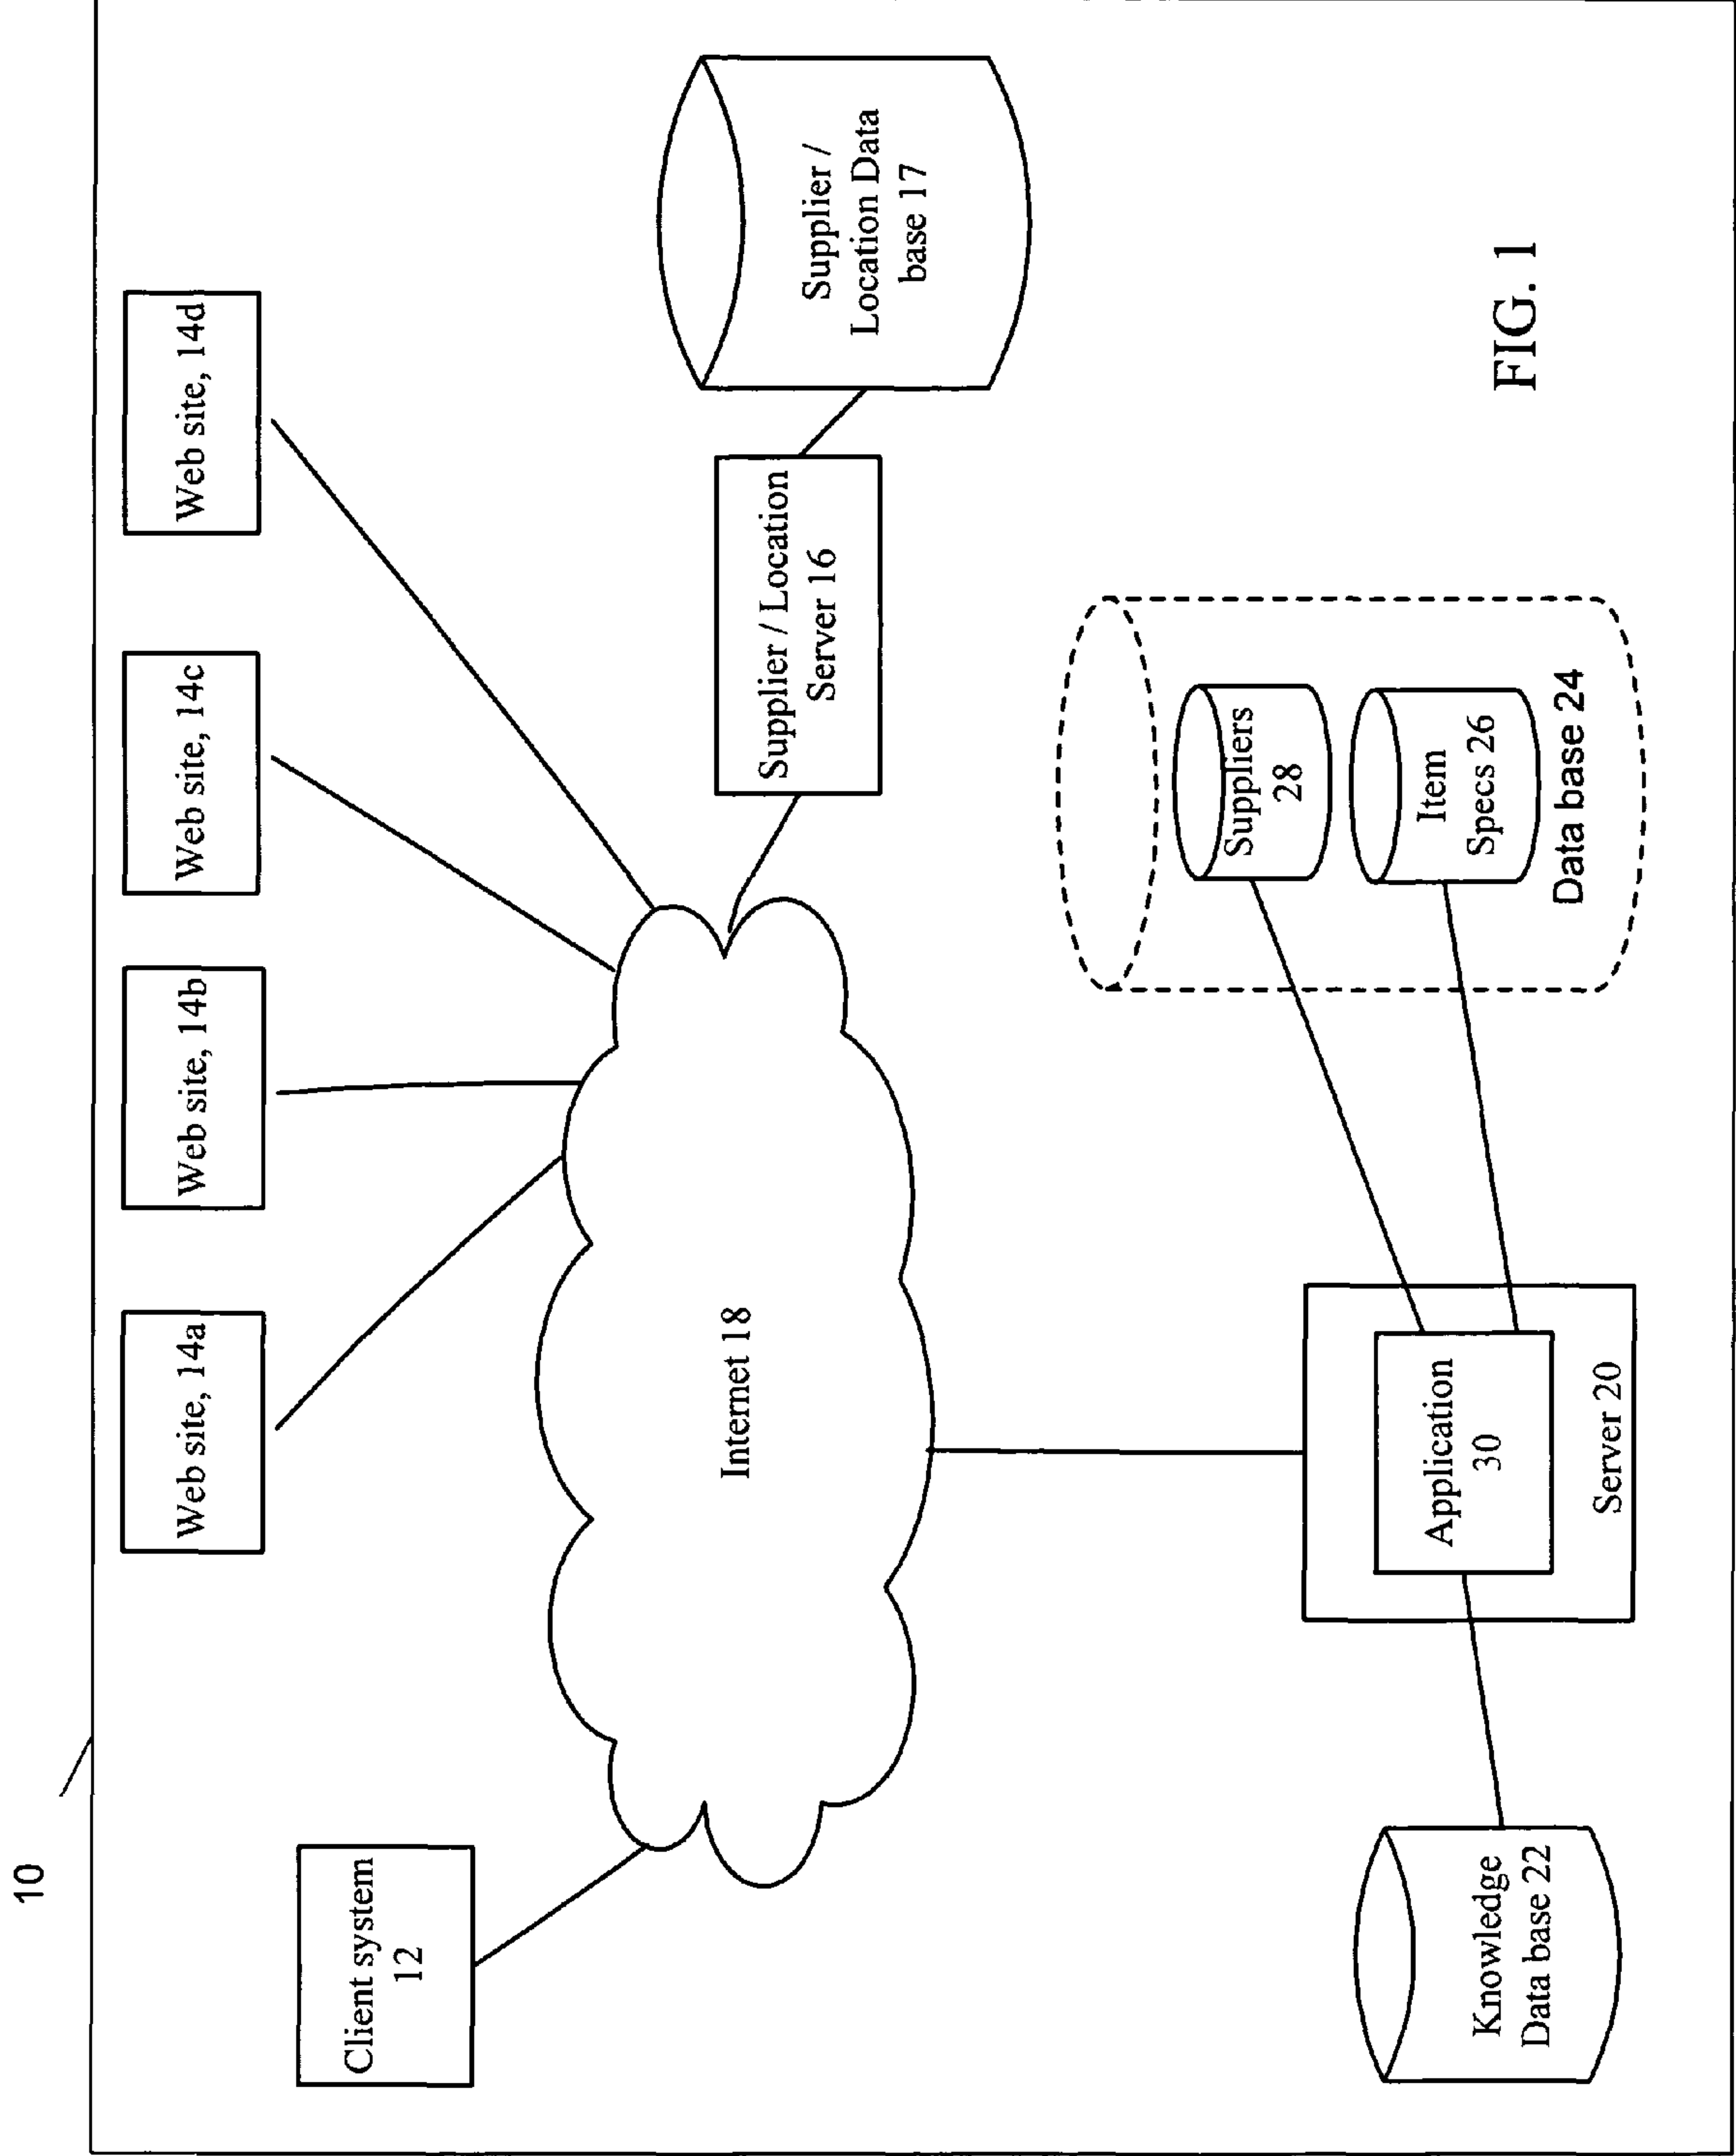 10
Web site, 14a
Web site, 14b
Web site, 14c
Web site, 14d
Client system
12
Internet 18
Supplier / Location
Server 16
Supplier /
Location Data
base 17
Knowledge
Data base 22
Application
30
Server 20
Suppliers
28
Item
Specs 26
Data base 24
FIG. 1